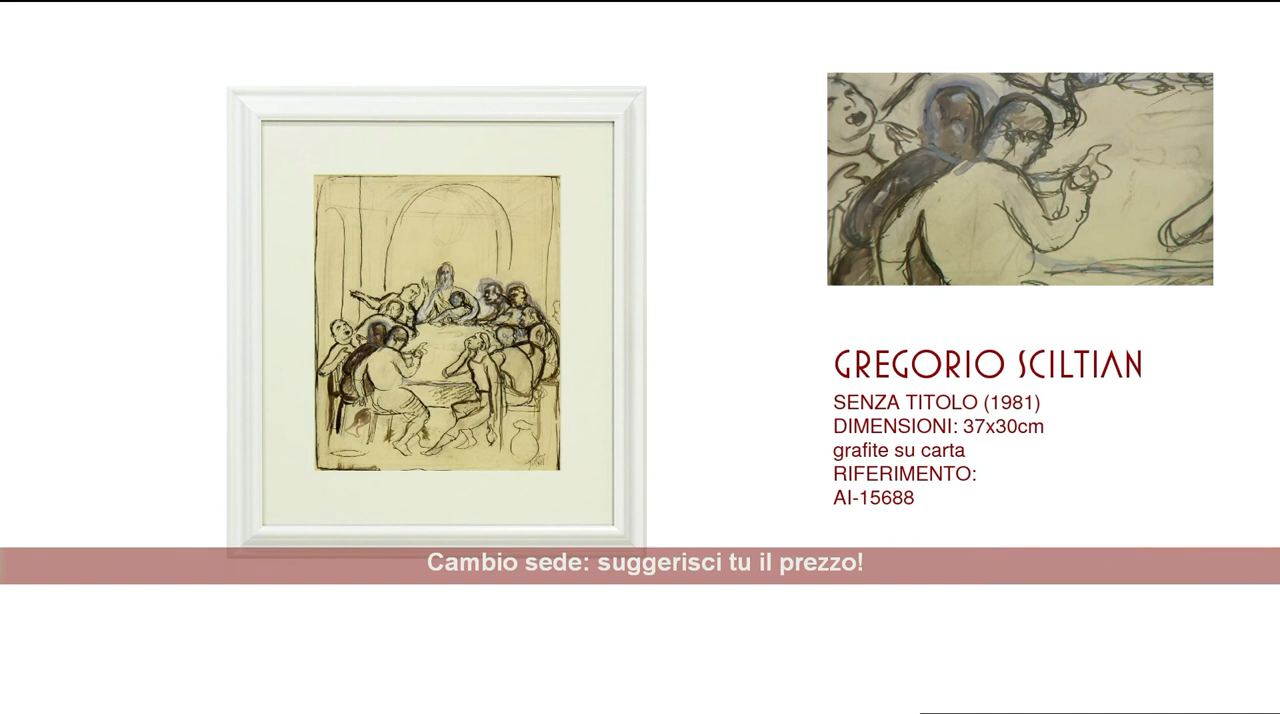 GREGORIO SCILTIAN
SENZA TITOLO (1981)
DIMENSIONI: 37x30cm
grafite su carta
RIFERIMENTO:
AI-15688
Cambio sede: suggerisci tu il prezzo!